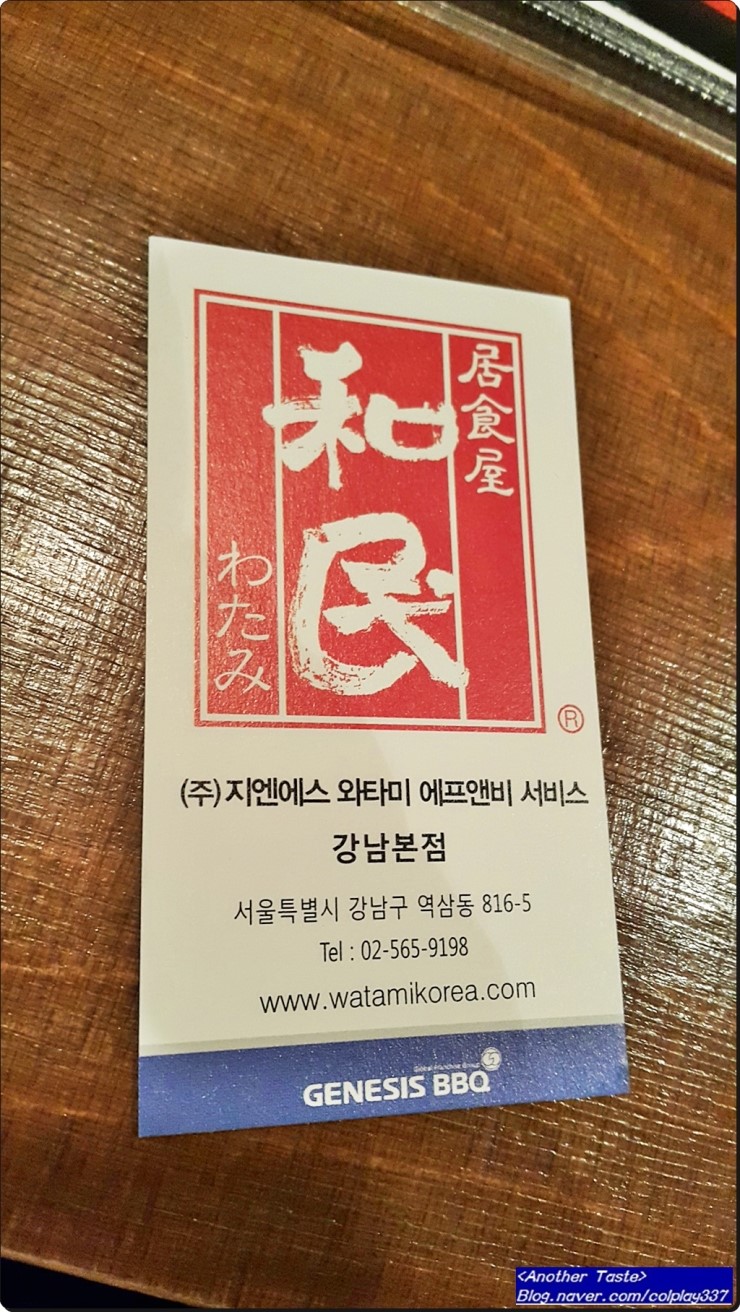 居食屋
和民
わたみ
®
(주)지엔에스 와타미 에프앤비 서비스
강남본점
서울특별시 강남구 역삼동 816-5
Tel : 02-565-9198
www.watamikorea.com
GENESIS BBQ
<Another Taste>
Blog.naver.com/colplay337